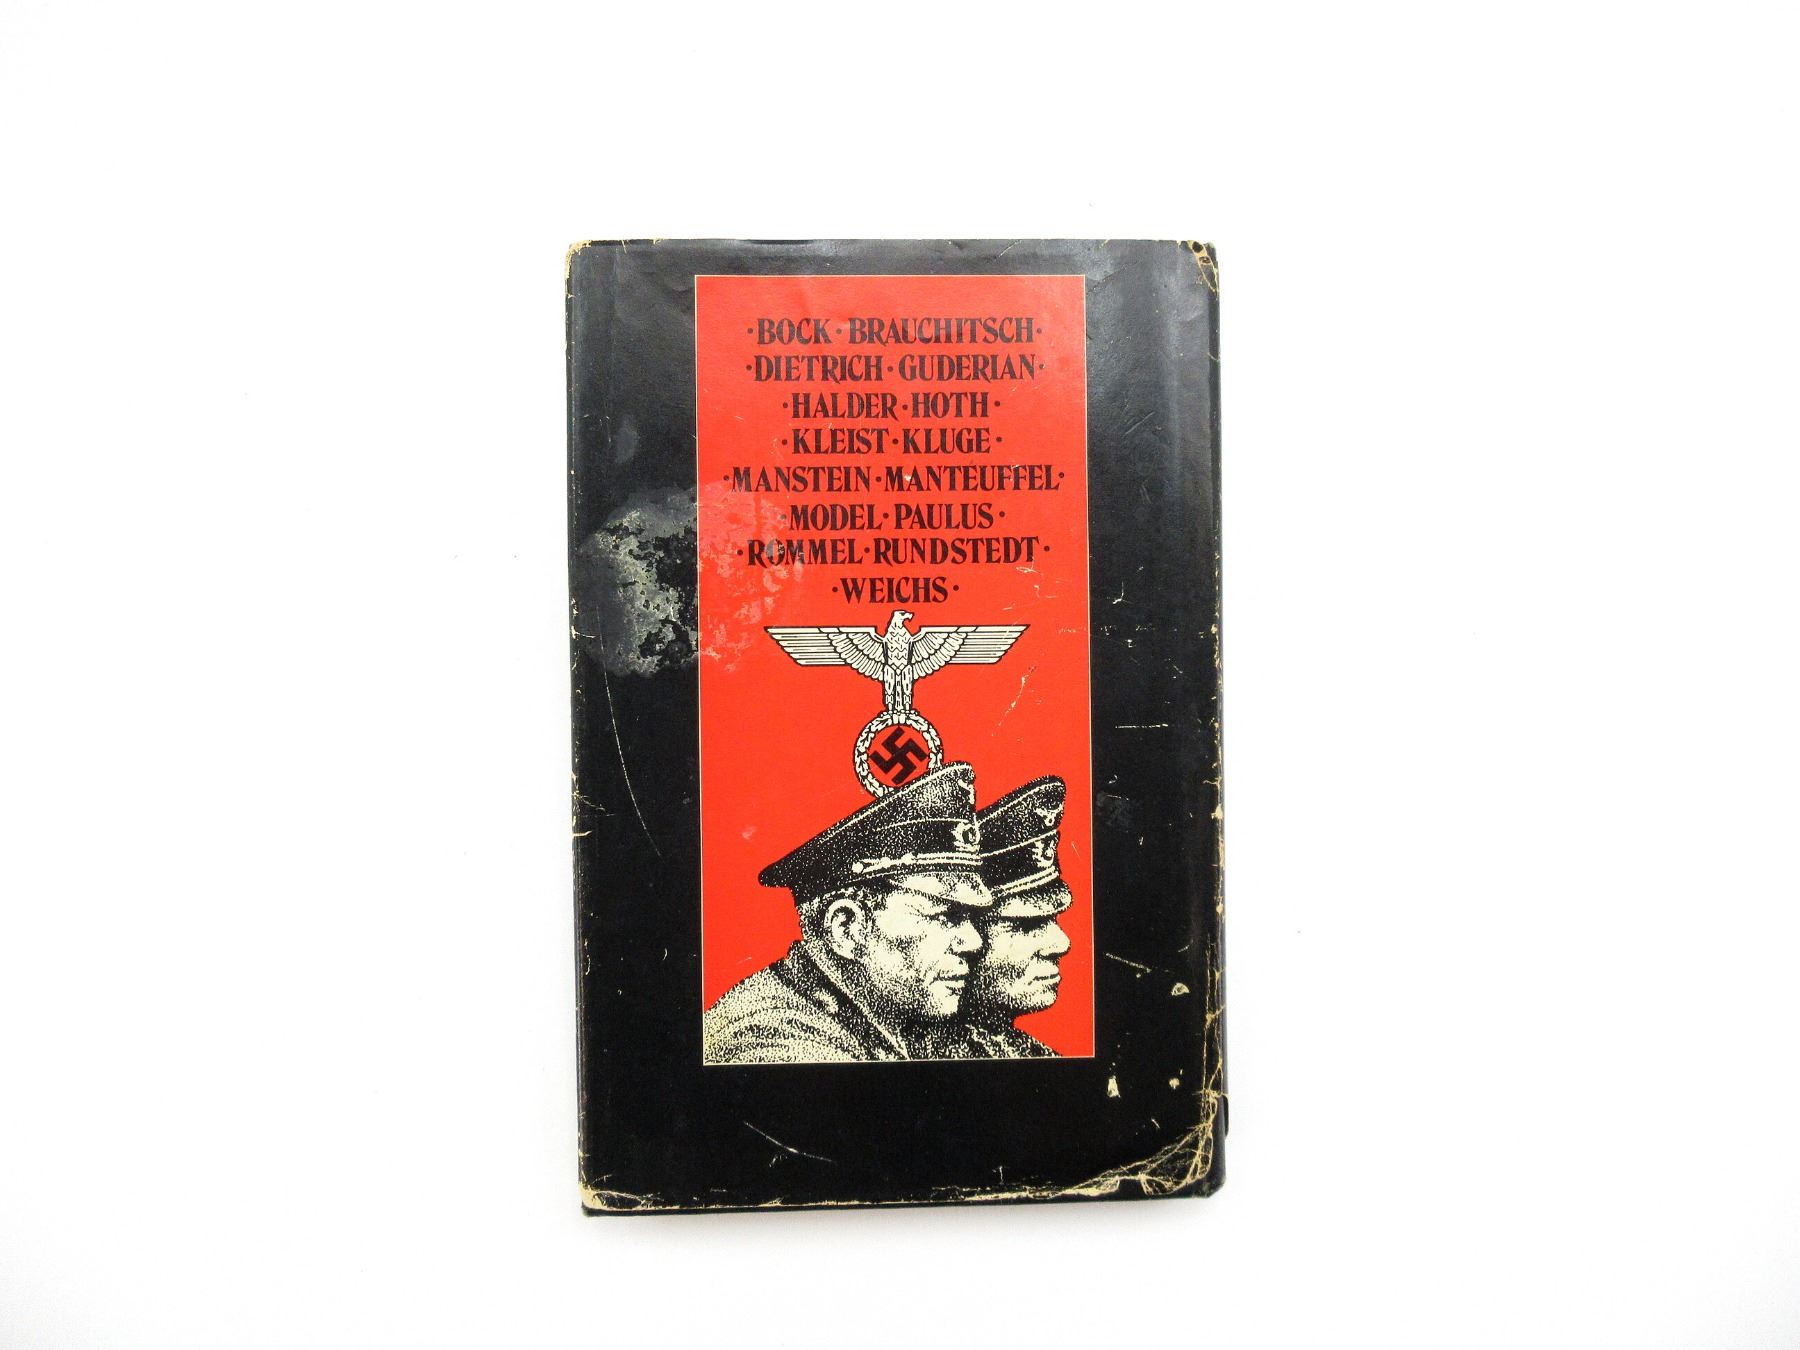 ·BOCK·BRAUCHITSCH·
·DIETRICH·GUDERIAN·
·HALDER·HOTH·
·KLEIST·KLUGE·
·MANSTEIN·MANTEUFFEL·
·MODEL·PAULUS·
·ROMMEL·RUNDSTEDT·
·WEICHS·